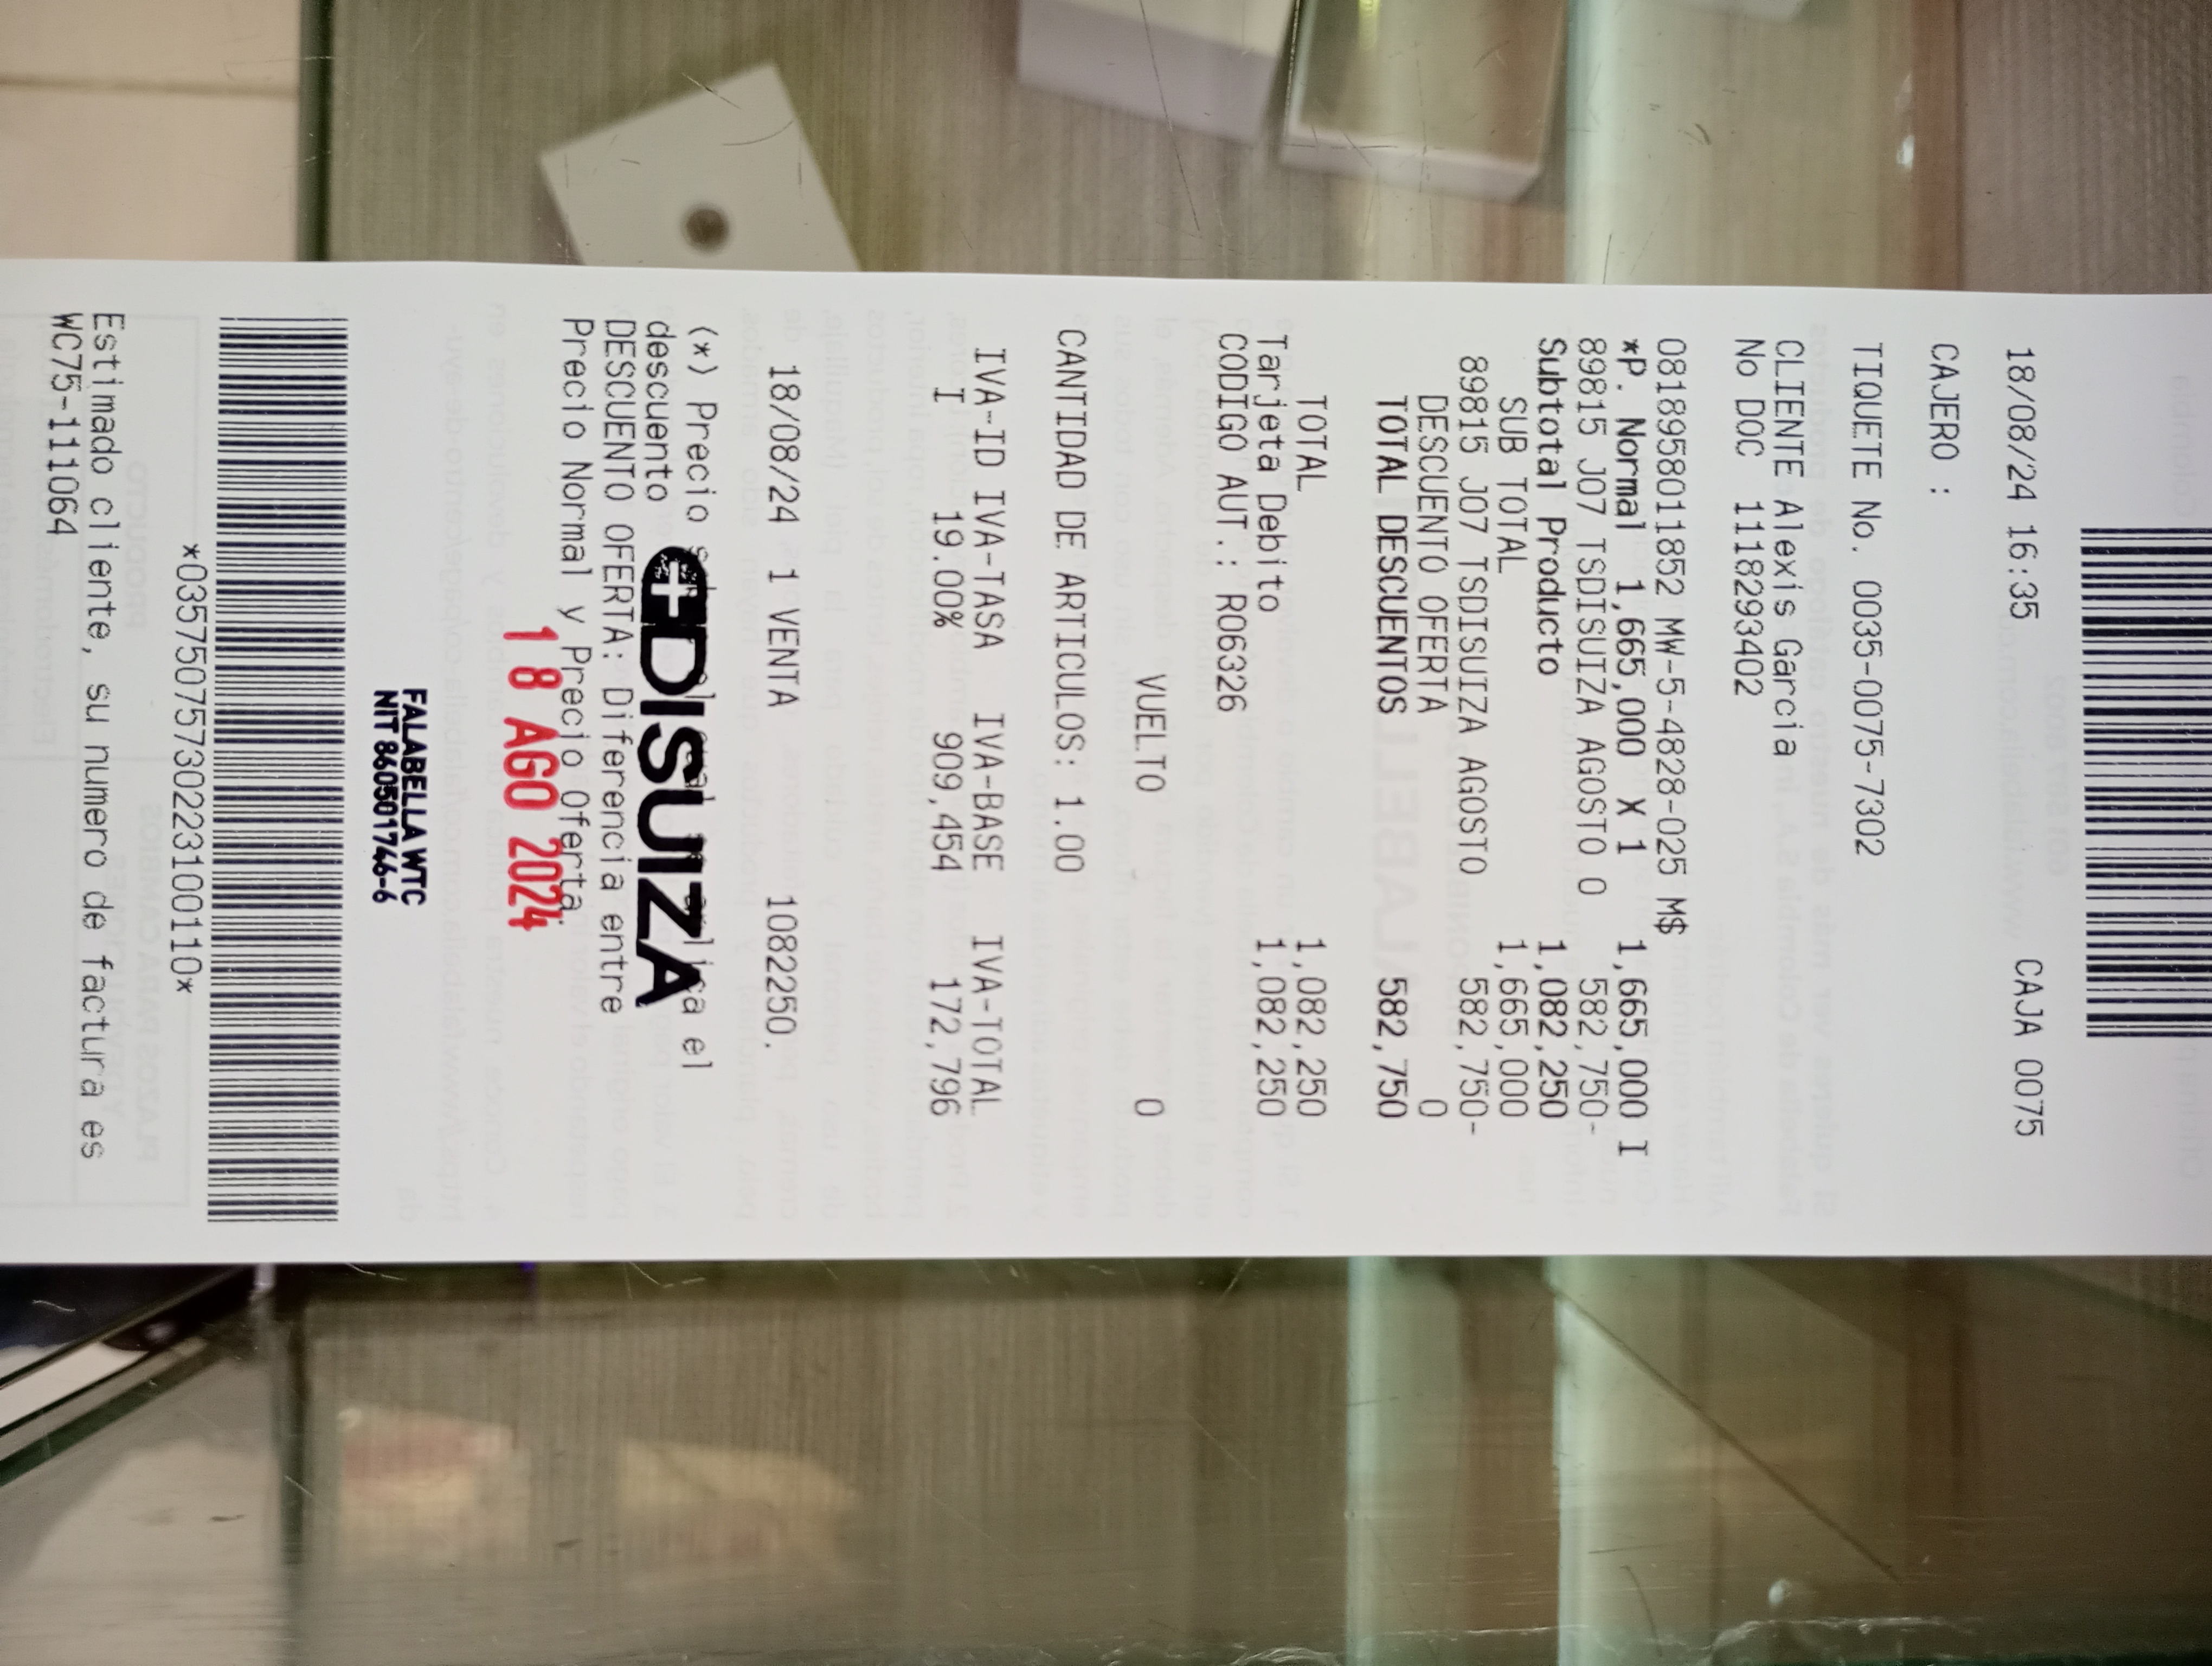 18/08/24 16:35 CAJA 0075
CAJERO :
TIQUETE No. 0035-0075-7302
CLIENTE Alexis Garcia
No DOC 1118293402
0818958011852 MW-5-4828-025 M$
*P. Normal 1,665,000 X 1 1,665,000 I
89815 J07 TSDISUIZA AGOSTO 0 582,750-
Subtotal Producto 1,082,250
SUB TOTAL 1,665,000
89815 J07 TSDISUIZA AGOSTO 582,750-
DESCUENTO OFERTA 0
TOTAL DESCUENTOS 582,750
TOTAL 1,082,250
Tarjeta Debito 1,082,250
CODIGO AUT.: R06326
VUELTO 0
CANTIDAD DE ARTICULOS: 1.00
IVA-ID IVA-TASA IVA-BASE IVA-TOTAL
I 19.00% 909,454 172,796
18/08/24 1 VENTA 1082250.
(*) Precio el
descuento
DISUIZA
DESCUENTO OFERTA: Diferencia entre
Precio Normal y Precio Oferta.
18 AGO 2024
FALABELLA WTC
NIT 860501746-6
*03575075730223100110*
Estimado cliente, su numero de factura es
WC75-111064